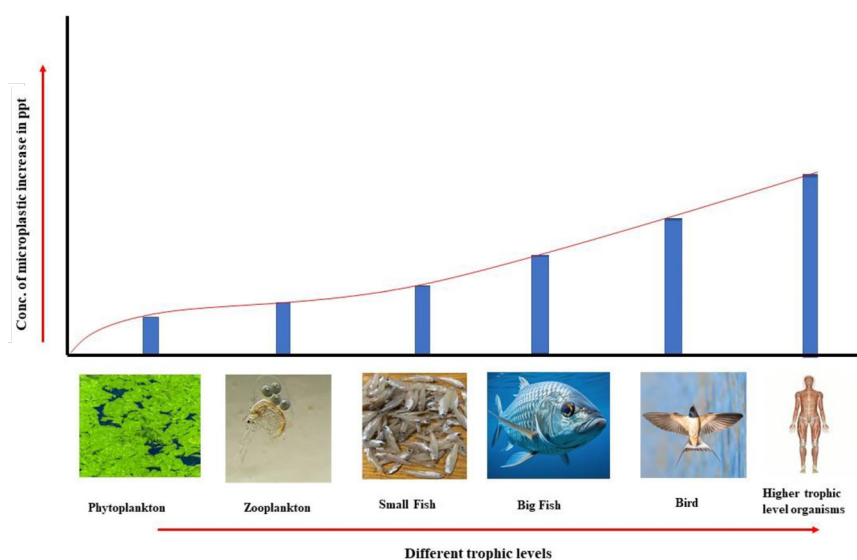 Conc. of microplastic increase in ppt
Phytoplankton
Zooplankton
Small Fish
Big Fish
Bird
Higher trophic
level organisms
Different trophic levels